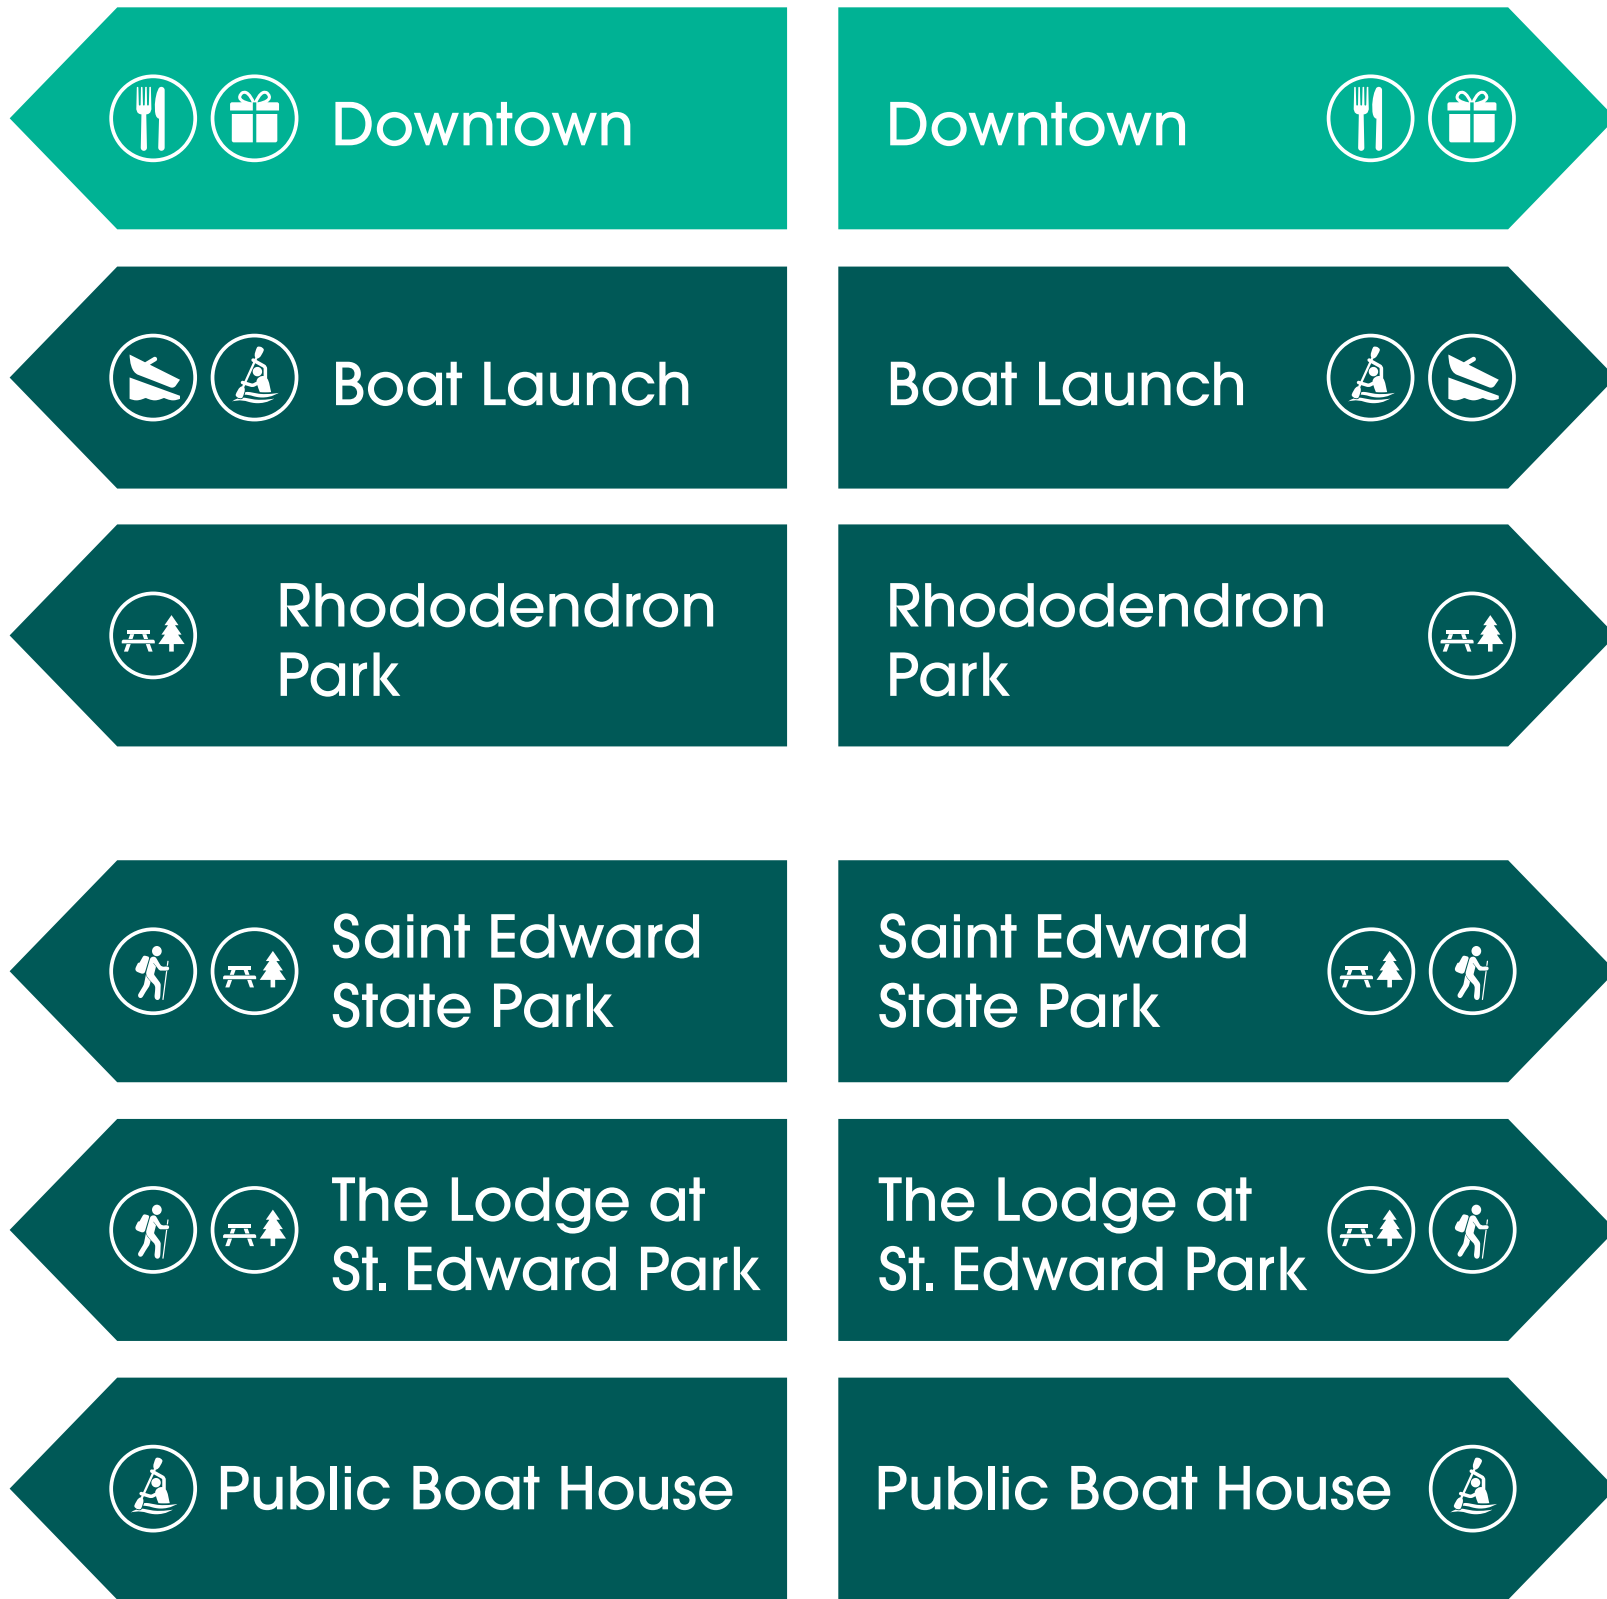 Downtown
Downtown
Boat Launch
Boat Launch
Rhododendron
Park
Rhododendron
Park
Saint Edward
State Park
Saint Edward
State Park
The Lodge at
St. Edward Park
The Lodge at
St. Edward Park
Public Boat House
Public Boat House